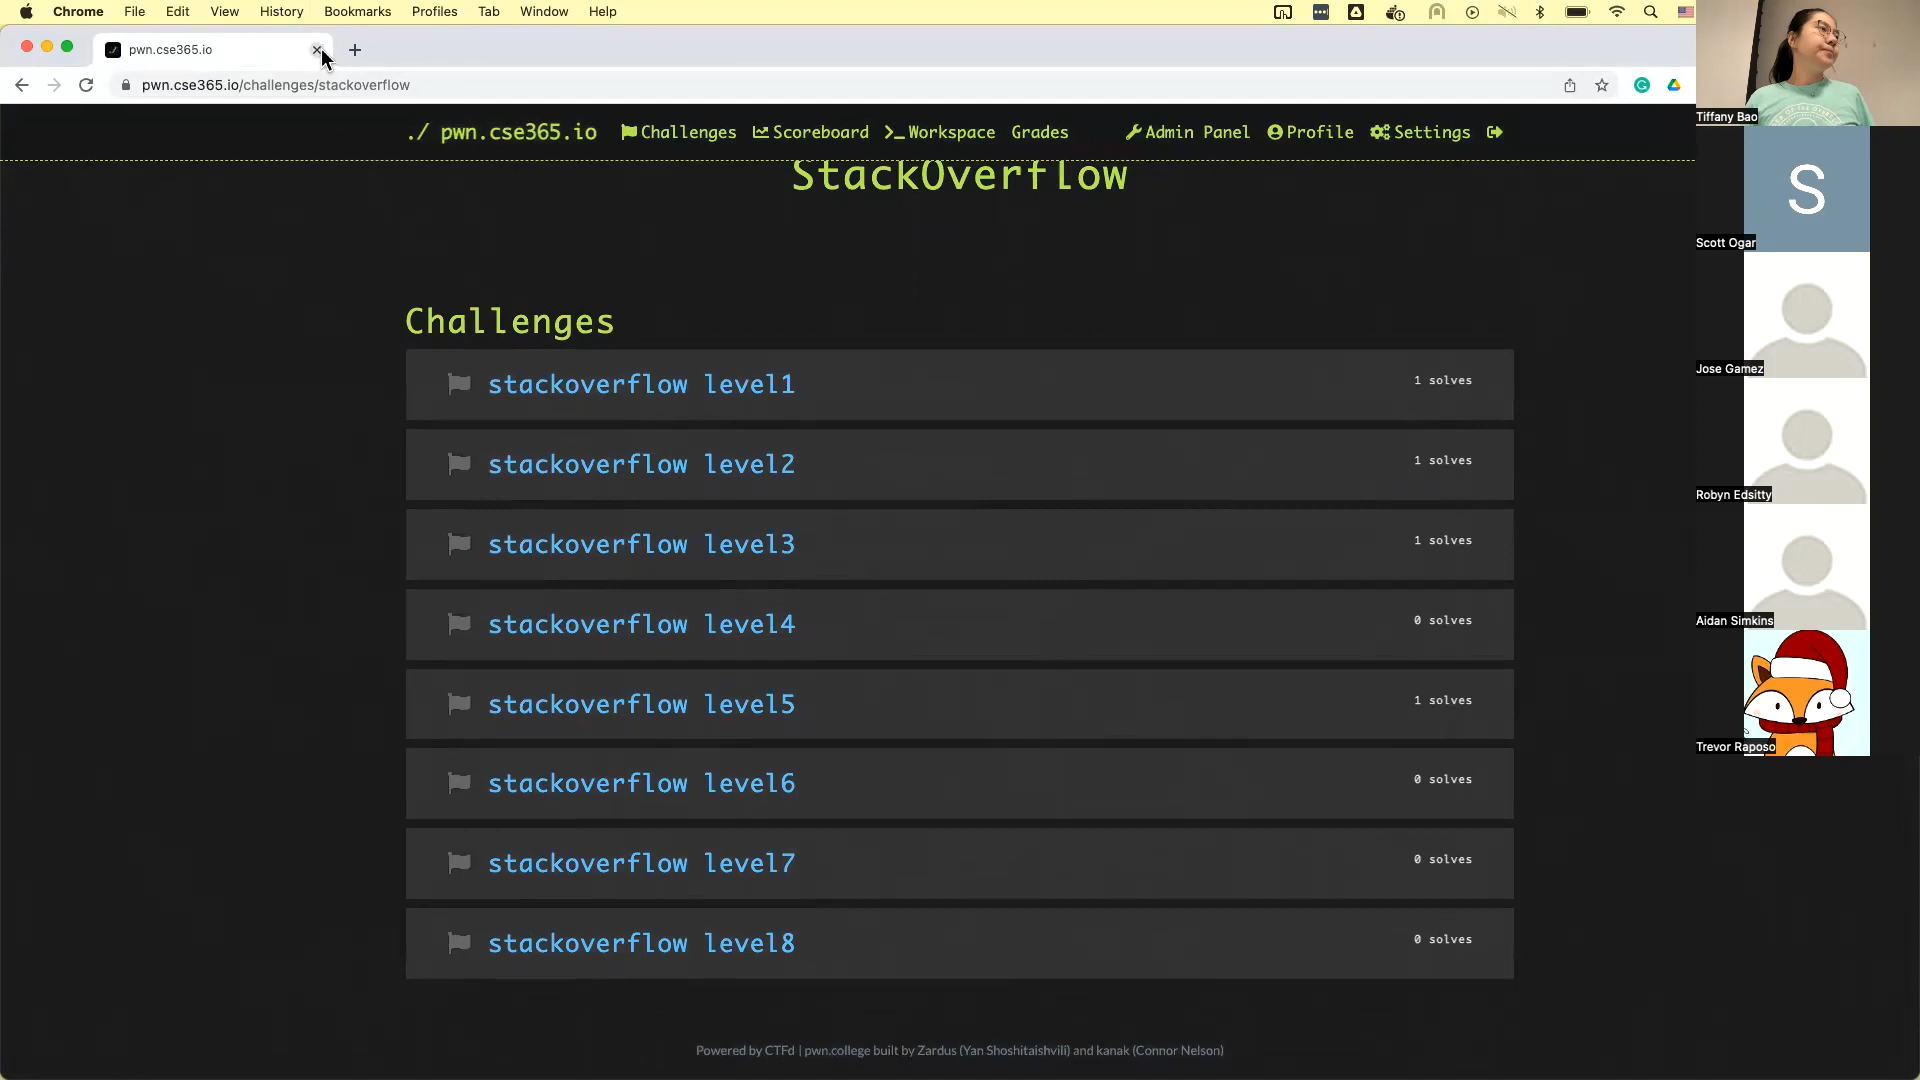 Chrome File Edit View History Bookmarks Profiles Tab Window Help
pwn.cse365.io
pwn.cse365.io/challenges/stackoverflow
./ pwn.cse365.io Challenges Scoreboard Workspace Grades Admin Panel Profile Settings
StackOverflow
Challenges
stackoverflow level1 1 solves
stackoverflow level2 1 solves
stackoverflow level3 1 solves
stackoverflow level4 0 solves
stackoverflow level5 1 solves
stackoverflow level6 0 solves
stackoverflow level7 0 solves
stackoverflow level8 0 solves
Powered by CTFd | pwn.college built by Zardus (Yan Shoshitaishvili) and kanak (Connor Nelson)
Tiffany Bao
S
Scott Ogar
Jose Gamez
Robyn Edsitty
Aidan Simkins
Trevor Raposo